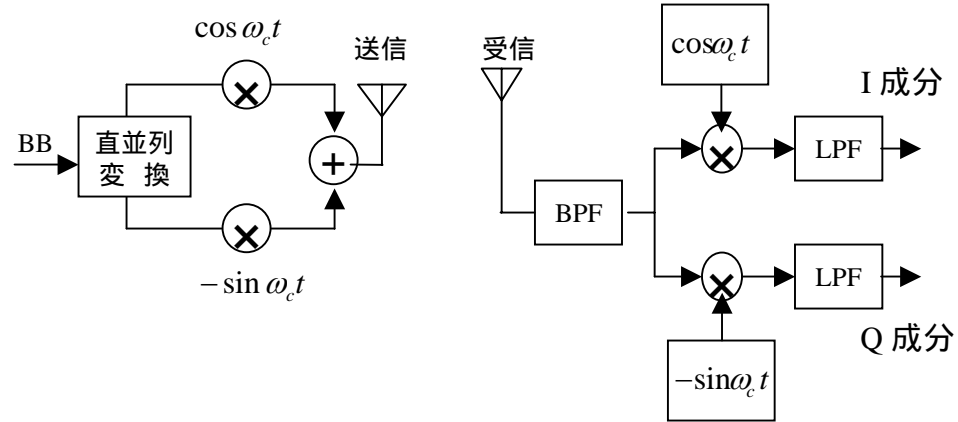 cos ω_c t
送信
BB
直並列
変 換
×
×
+
− sin ω_c t
受信
cosω_c t
I 成分
×
LPF
BPF
×
LPF
Q 成分
−sinω_c t